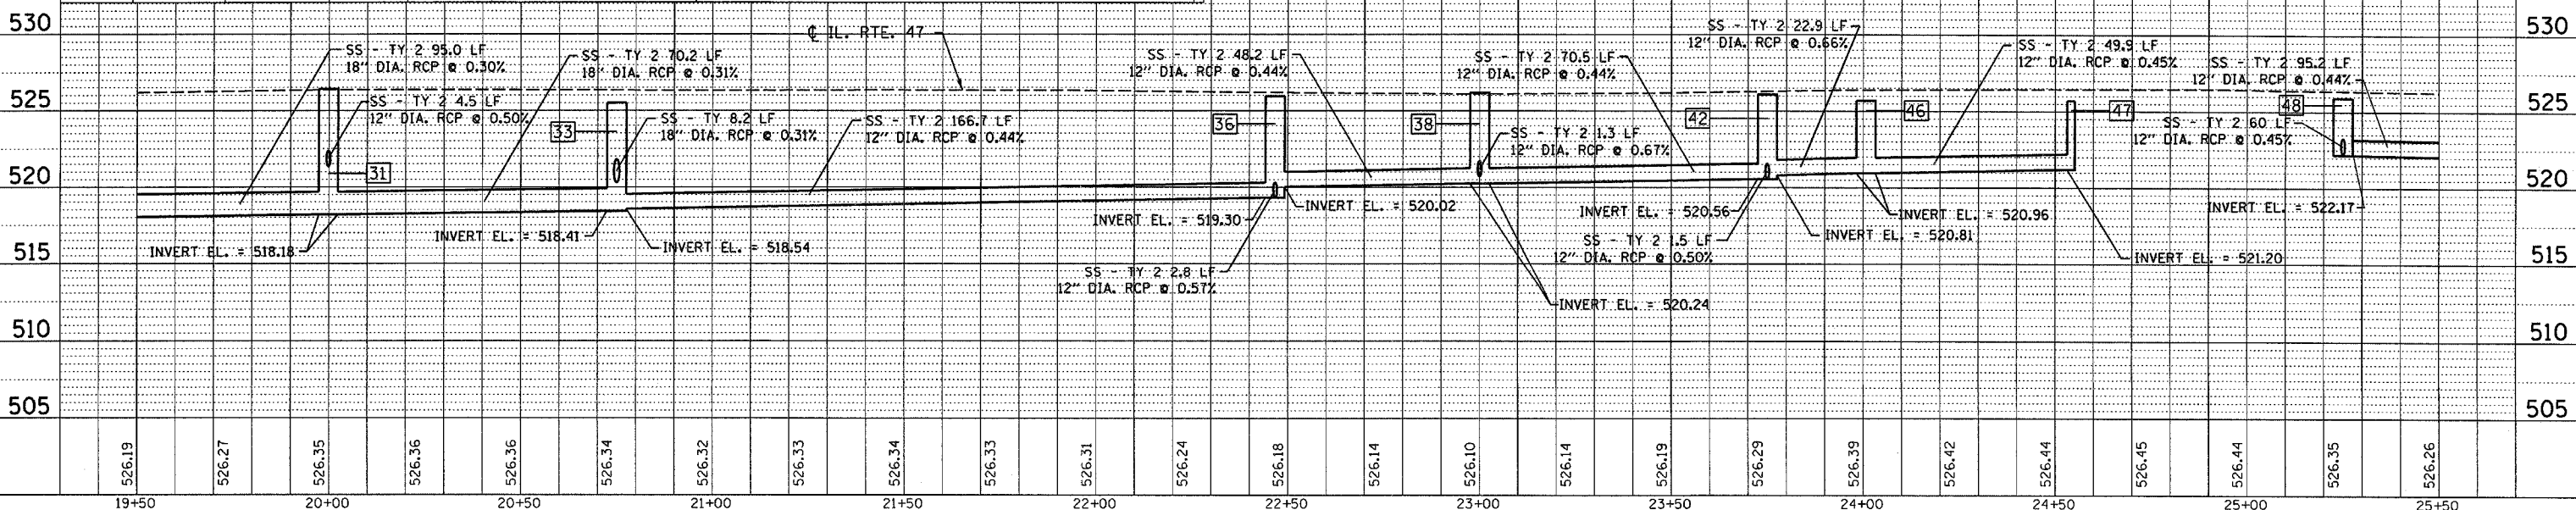 530
530
℄ IL. RTE. 47
SS - TY 2 95.0 LF
18" DIA. RCP @ 0.30%
SS - TY 2 70.2 LF
18" DIA. RCP @ 0.31%
SS - TY 2 48.2 LF
12" DIA. RCP @ 0.44%
SS - TY 2 70.5 LF
12" DIA. RCP @ 0.44%
SS - TY 2 22.9 LF
12" DIA. RCP @ 0.66%
SS - TY 2 49.9 LF
12" DIA. RCP @ 0.45%
SS - TY 2 95.2 LF
12" DIA. RCP @ 0.44%
525
525
SS - TY 2 4.5 LF
12" DIA. RCP @ 0.50%
33
SS - TY 2 8.2 LF
18" DIA. RCP @ 0.31%
SS - TY 2 166.7 LF
12" DIA. RCP @ 0.44%
36
38
SS - TY 2 1.3 LF
12" DIA. RCP @ 0.67%
42
46
47
48
SS - TY 2 60 LF
12" DIA. RCP @ 0.45%
31
520
520
INVERT EL. = 518.18
INVERT EL. = 518.41
INVERT EL. = 518.54
INVERT EL. = 519.30
INVERT EL. = 520.02
INVERT EL. = 520.56
INVERT EL. = 520.96
INVERT EL. = 522.17
INVERT EL. = 520.81
SS - TY 2 1.5 LF
12" DIA. RCP @ 0.50%
515
515
INVERT EL. = 521.20
SS - TY 2 2.8 LF
12" DIA. RCP @ 0.57%
INVERT EL. = 520.24
510
510
505
505
526.19
526.27
526.35
526.36
526.36
526.34
526.32
526.33
526.34
526.33
526.31
526.24
526.18
526.14
526.10
526.14
526.19
526.29
526.39
526.42
526.44
526.45
526.44
526.35
526.26
19+50
20+00
20+50
21+00
21+50
22+00
22+50
23+00
23+50
24+00
24+50
25+00
25+50